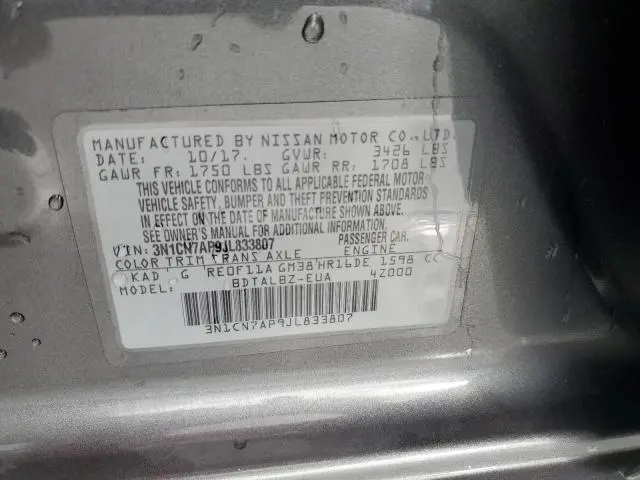 MANUFACTURED BY NISSAN MOTOR CO., LTD.
DATE: 10/17. GVWR: 3426 LBS
GAWR FR: 1750 LBS GAWR RR: 1708 LBS
THIS VEHICLE CONFORMS TO ALL APPLICABLE FEDERAL MOTOR
VEHICLE SAFETY, BUMPER AND THEFT PREVENTION STANDARDS
IN EFFECT ON THE DATE OF MANUFACTURE SHOWN ABOVE.
SEE OWNER'S MANUAL FOR ADDITIONAL INFORMATION.
VIN: 3N1CN7AP9JL833807 PASSENGER CAR.
COLOR TRIM TRANS AXLE ENGINE
KAD G RE0F11A GM38 HR16DE 1598 CC
MODEL: BDTALBZ-EUA 42000
3N1CN7AP9JL833807